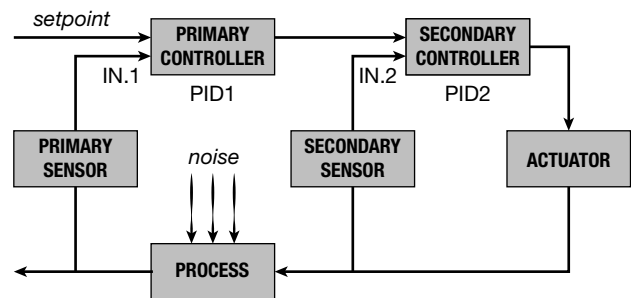 setpoint
PRIMARY
CONTROLLER
SECONDARY
CONTROLLER
IN.1
PID1
IN.2
PID2
PRIMARY
SENSOR
noise
SECONDARY
SENSOR
ACTUATOR
PROCESS